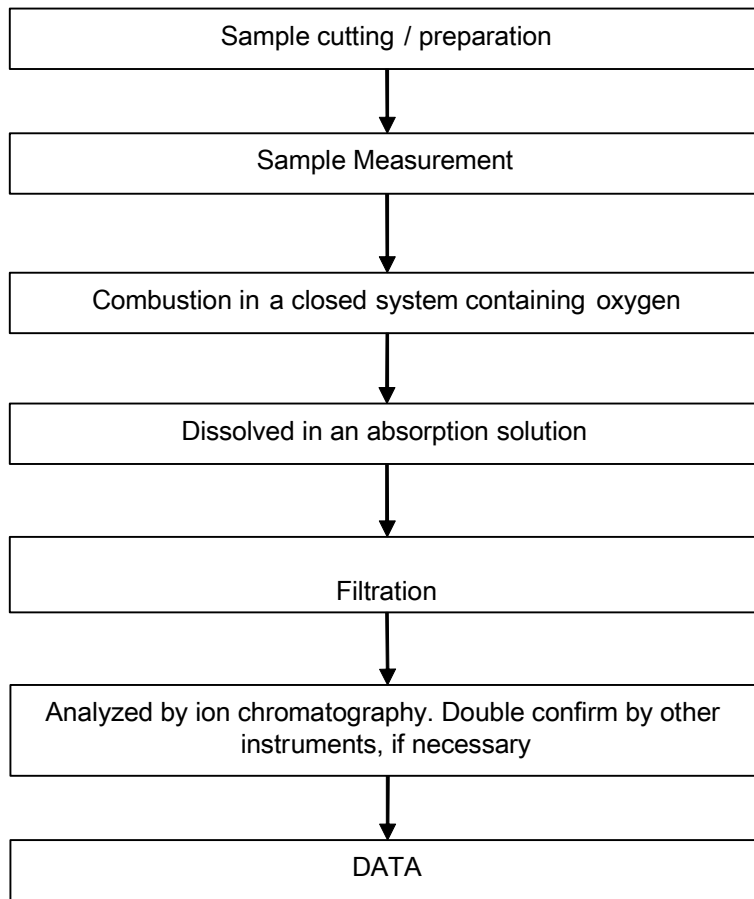 Sample cutting / preparation
Sample Measurement
Combustion in a closed system containing oxygen
Dissolved in an absorption solution
Filtration
Analyzed by ion chromatography. Double confirm by other
instruments, if necessary
DATA